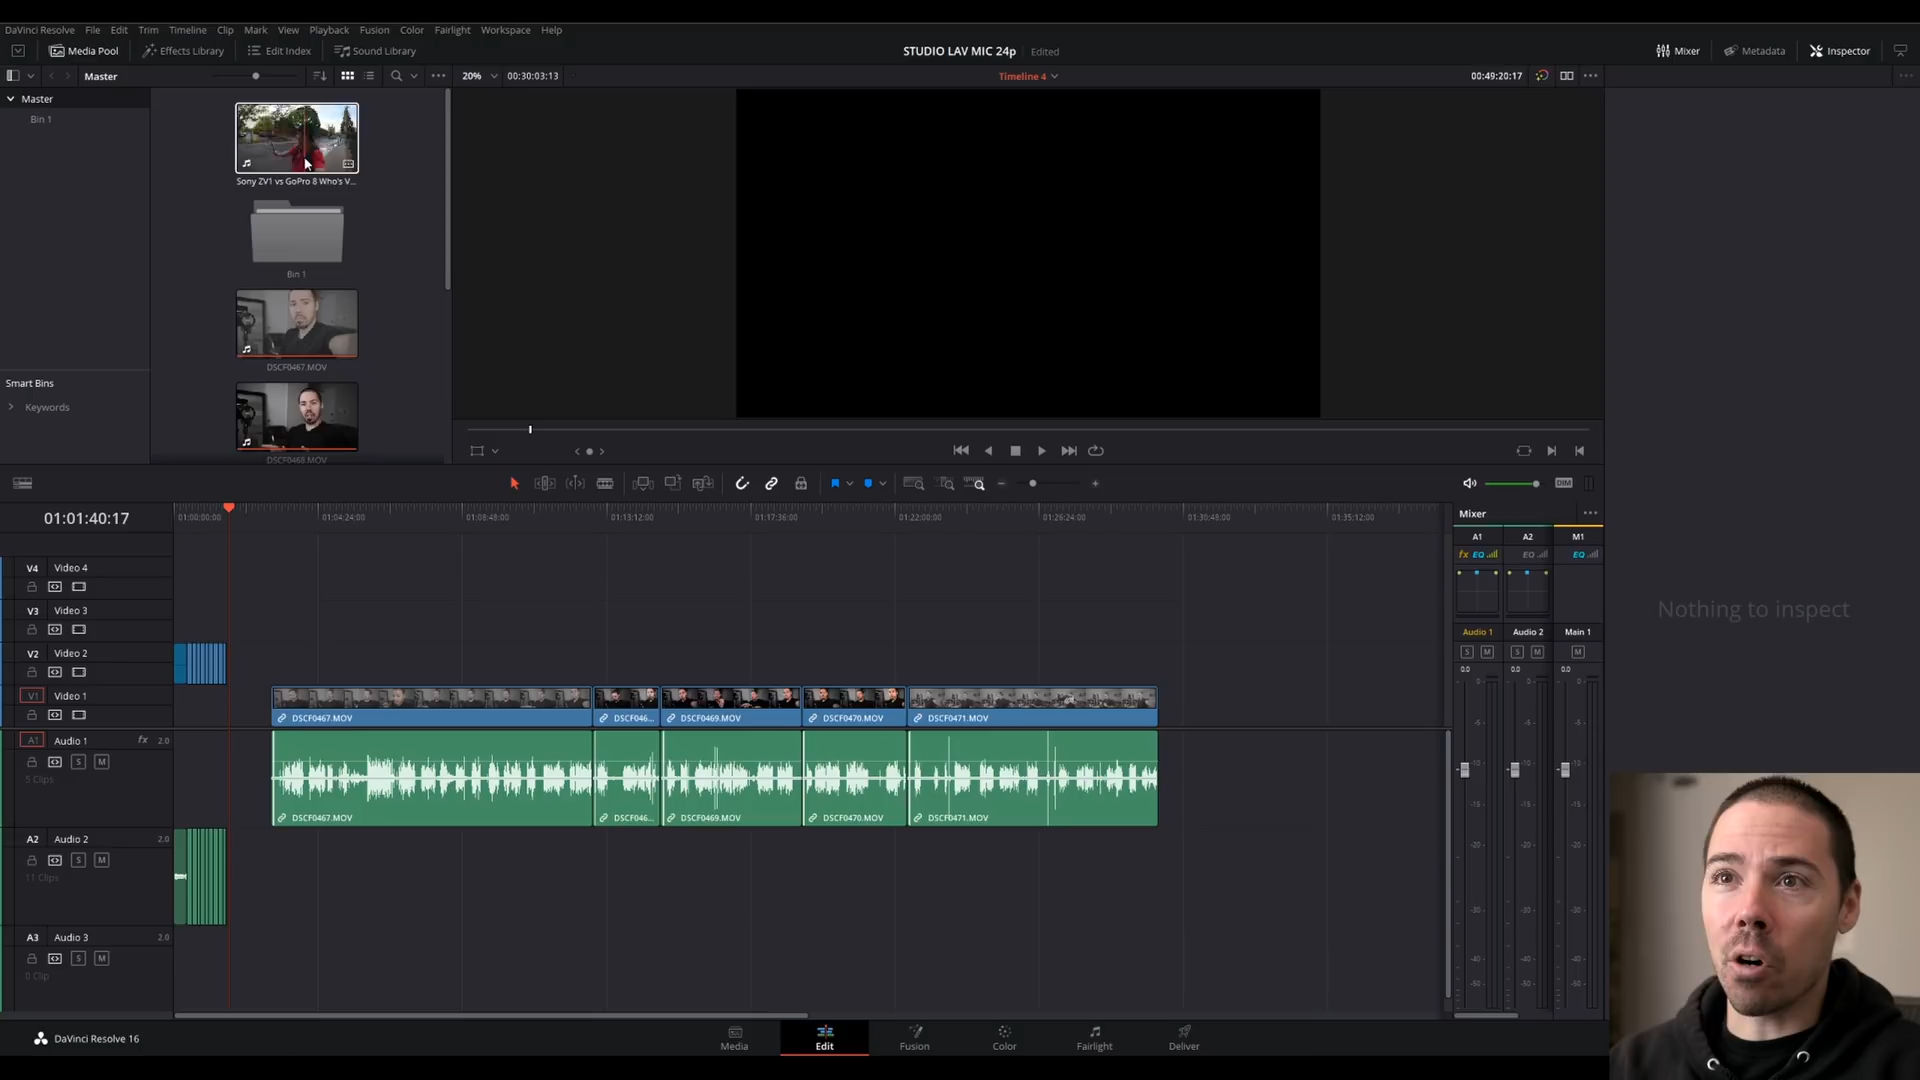 DaVinci Resolve File Edit Trim Timeline Clip Mark View Playback Fusion Color Fairlight Workspace Help
Media Pool Effects Library Edit Index Sound Library STUDIO LAV MIC 24p Edited Mixer Metadata Inspector
Master 20% 00:30:03:13 Timeline 4 00:49:20:17
Master
Bin 1
Sony ZV1 vs GoPro 8 Who's V...
Bin 1
DSCF0467.MOV
DSCF0468.MOV
Smart Bins
Keywords
DIM
01:01:40:17
01:00:00:00 01:04:24:00 01:08:48:00 01:13:12:00 01:17:36:00 01:22:00:00 01:26:24:00 01:30:48:00 01:35:12:00
V4 Video 4
V3 Video 3
V2 Video 2
V1 Video 1
DSCF0467.MOV DSCF046... DSCF0469.MOV DSCF0470.MOV DSCF0471.MOV
A1 Audio 1 fx 2.0
S M
5 Clips
DSCF0467.MOV DSCF046... DSCF0469.MOV DSCF0470.MOV DSCF0471.MOV
A2 Audio 2 2.0
S M
11 Clips
A3 Audio 3 2.0
S M
0 Clip
Mixer
A1 A2 M1
fx EQ EQ EQ
Audio 1 Audio 2 Main 1
S M S M M
0.0 0.0 0.0
Nothing to inspect
DaVinci Resolve 16
Media Edit Fusion Color Fairlight Deliver